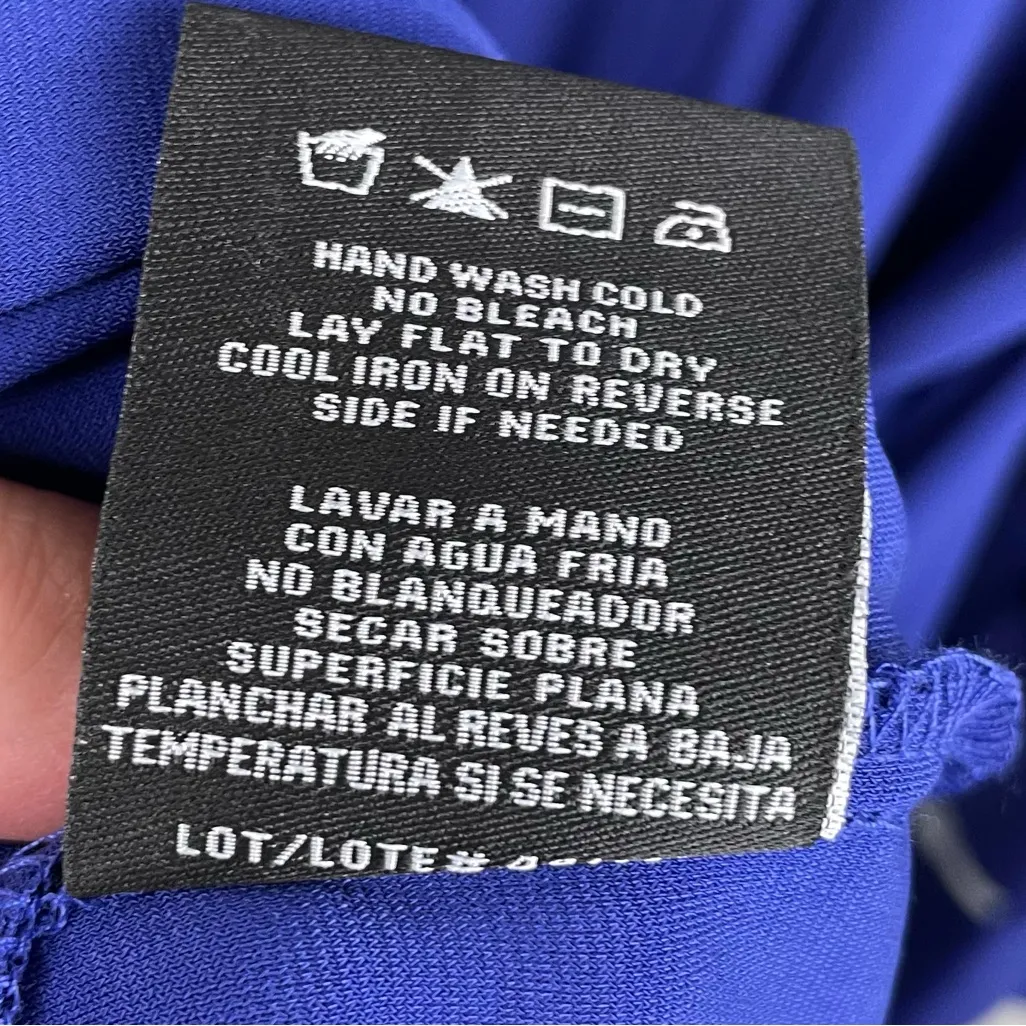 HAND WASH COLD
NO BLEACH
LAY FLAT TO DRY
COOL IRON ON REVERSE
SIDE IF NEEDED
LAVAR A MANO
CON AGUA FRIA
NO BLANQUEADOR
SECAR SOBRE
SUPERFICIE PLANA
PLANCHAR AL REVES A BAJA
TEMPERATURA SI SE NECESITA
LOT/LOTE#